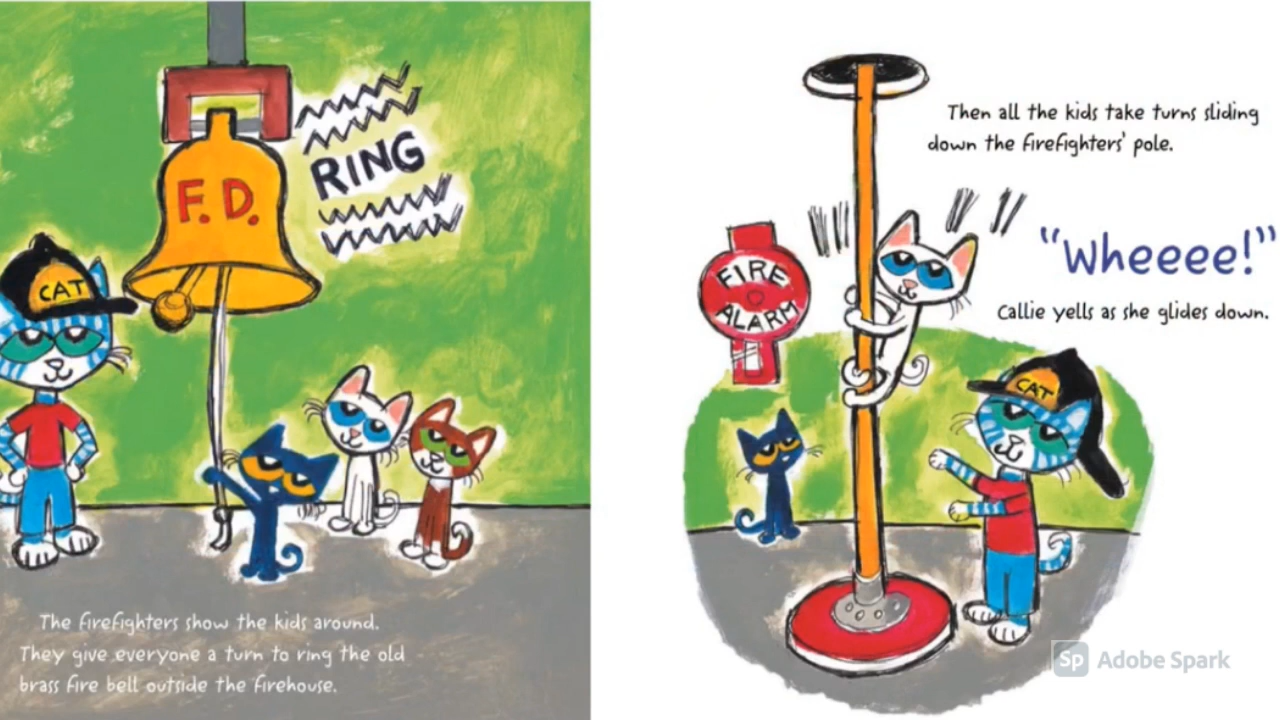 F.D.
RING
CAT
The firefighters show the kids around.
They give everyone a turn to ring the old
brass fire bell outside the firehouse.
Then all the kids take turns sliding
down the firefighters' pole.
FIRE
ALARM
"Wheeee!"
Callie yells as she glides down.
CAT
Sp Adobe Spark